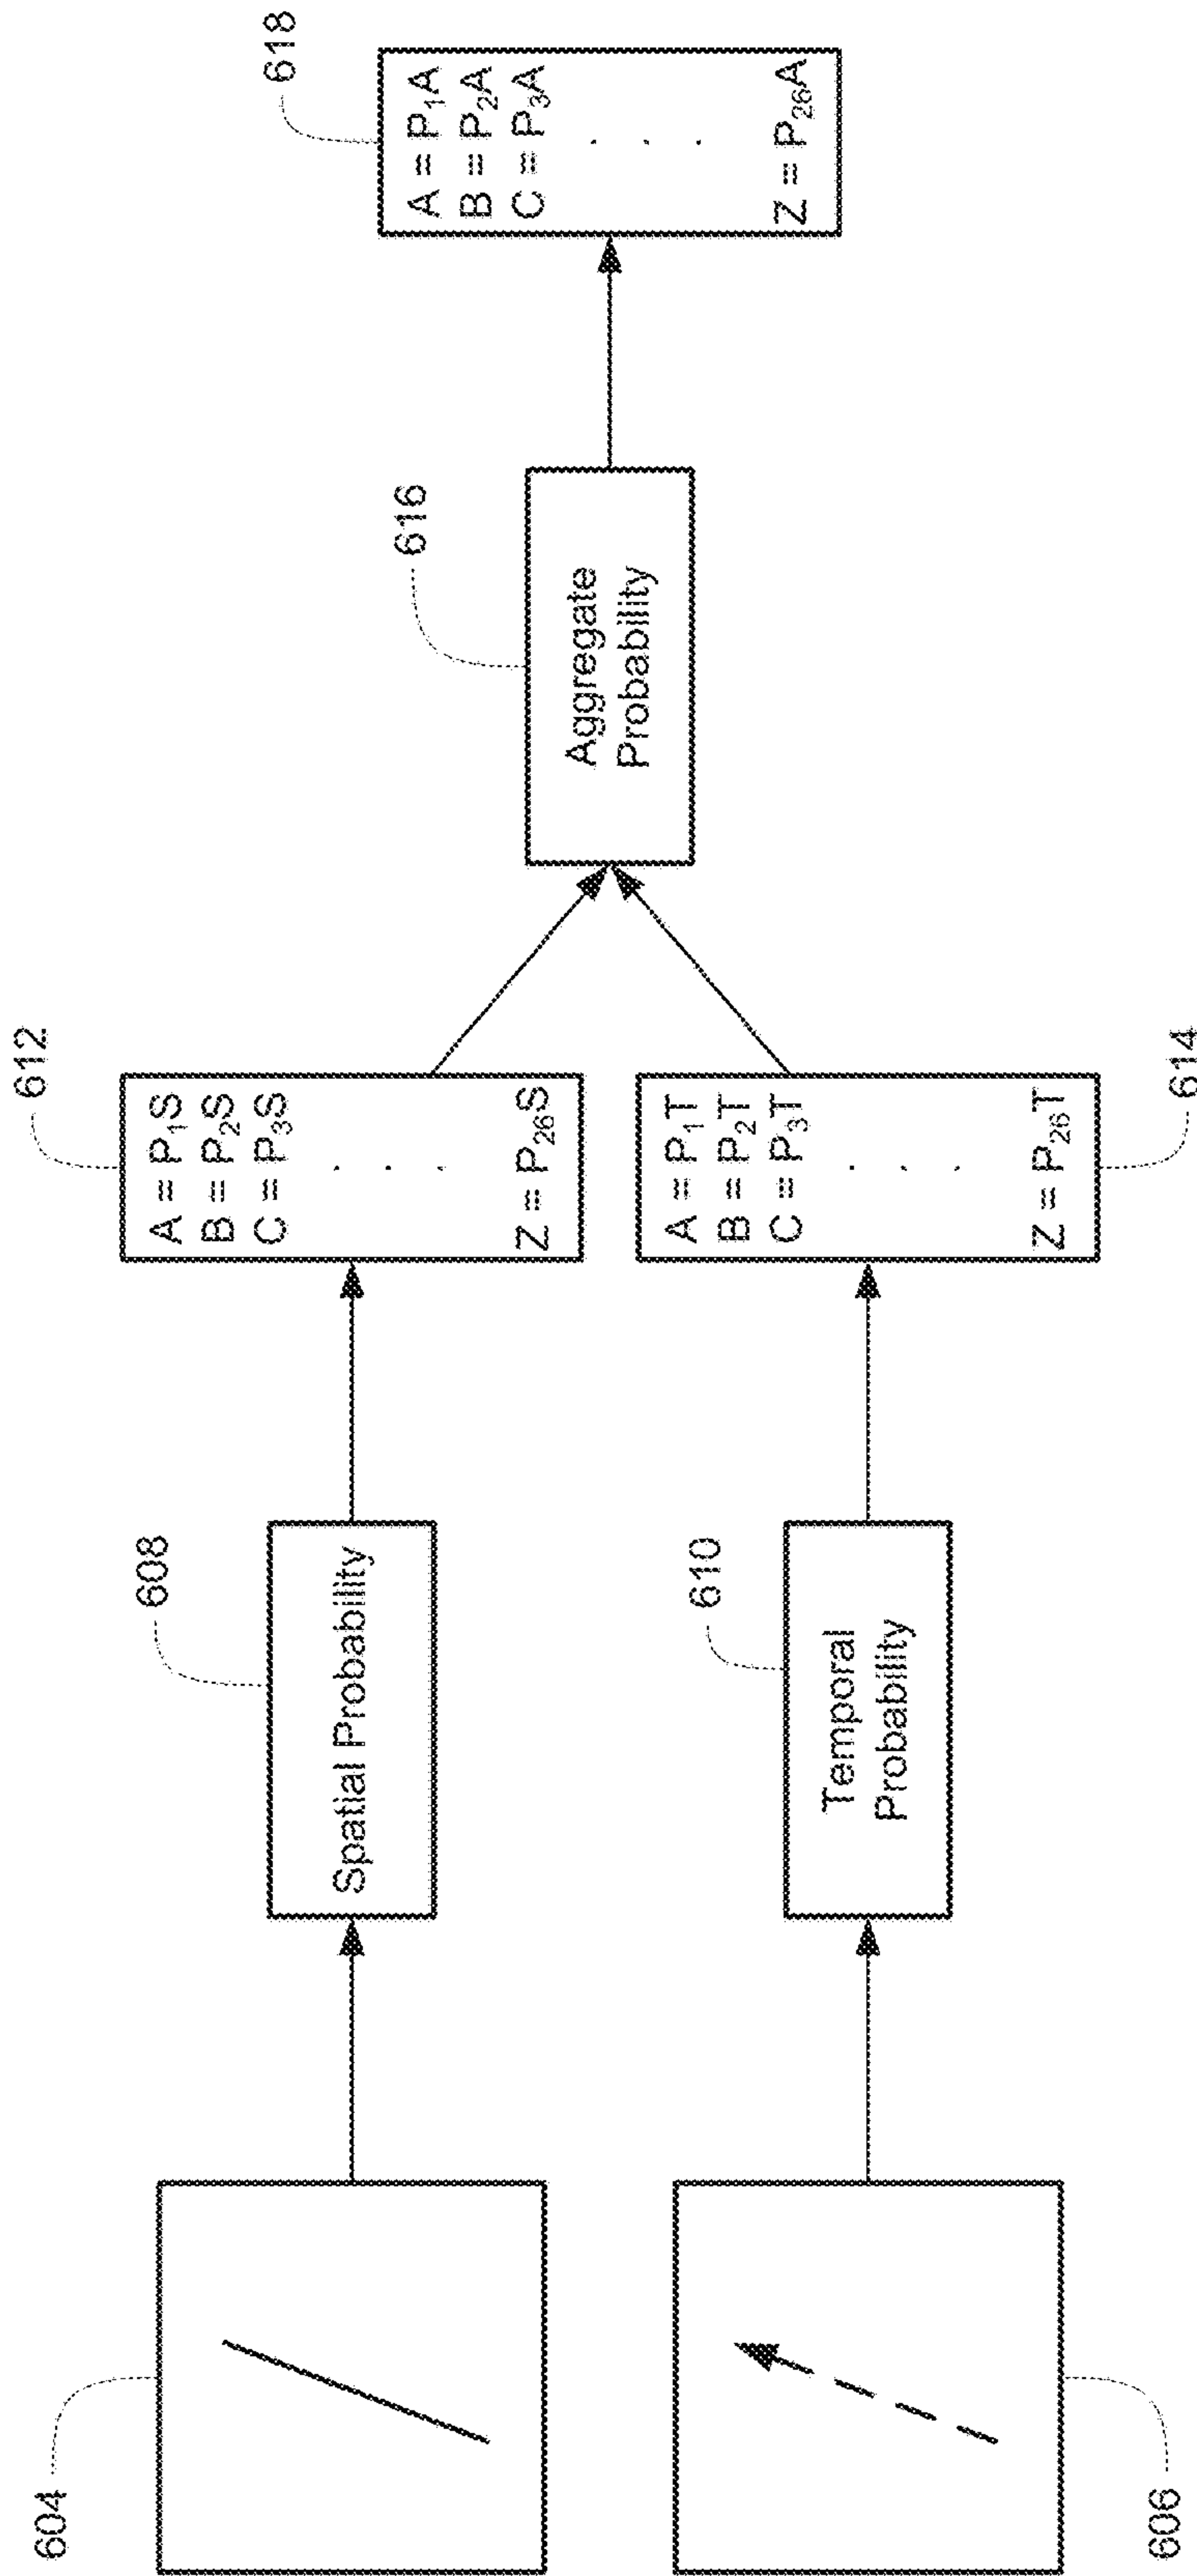 604
606
Spatial Probability
608
Temporal
Probability
610
A = P₁S
B = P₂S
C = P₃S
.
.
.
Z = P₂₆S
612
A = P₁T
B = P₂T
C = P₃T
.
.
.
Z = P₂₆T
614
Aggregate
Probability
616
A = P₁A
B = P₂A
C = P₃A
.
.
.
Z = P₂₆A
618